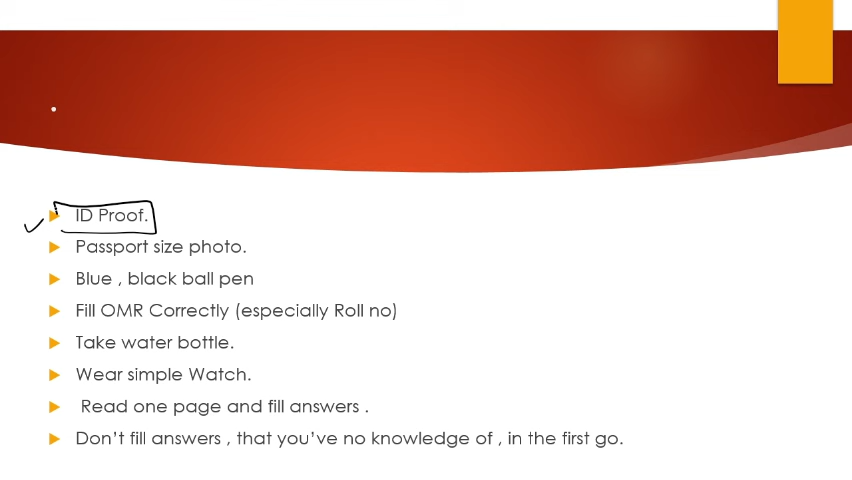 .
ID Proof.
Passport size photo.
Blue , black ball pen
Fill OMR Correctly (especially Roll no)
Take water bottle.
Wear simple Watch.
Read one page and fill answers .
Don't fill answers , that you've no knowledge of , in the first go.